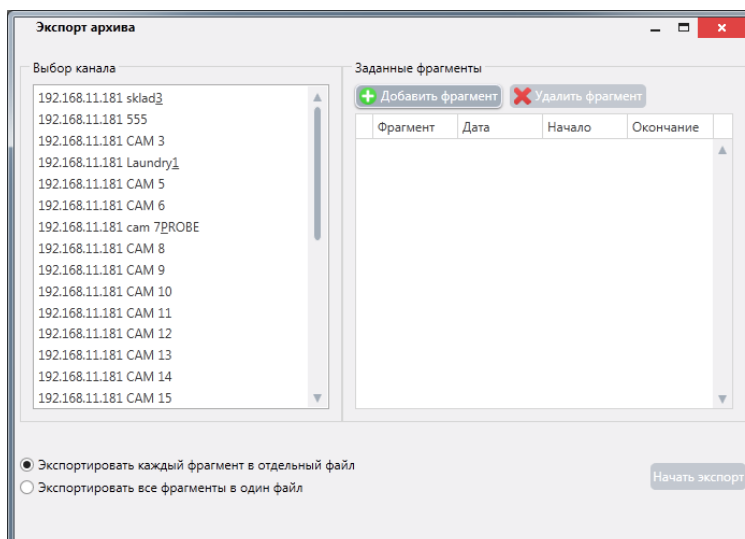 Экспорт архива
Выбор канала
192.168.11.181 sklad3
192.168.11.181 555
192.168.11.181 CAM 3
192.168.11.181 Laundry1
192.168.11.181 CAM 5
192.168.11.181 CAM 6
192.168.11.181 cam 7PROBE
192.168.11.181 CAM 8
192.168.11.181 CAM 9
192.168.11.181 CAM 10
192.168.11.181 CAM 11
192.168.11.181 CAM 12
192.168.11.181 CAM 13
192.168.11.181 CAM 14
192.168.11.181 CAM 15
Заданные фрагменты
Добавить фрагмент Удалить фрагмент
Фрагмент Дата Начало Окончание
Экспортировать каждый фрагмент в отдельный файл
Экспортировать все фрагменты в один файл
Начать экспорт